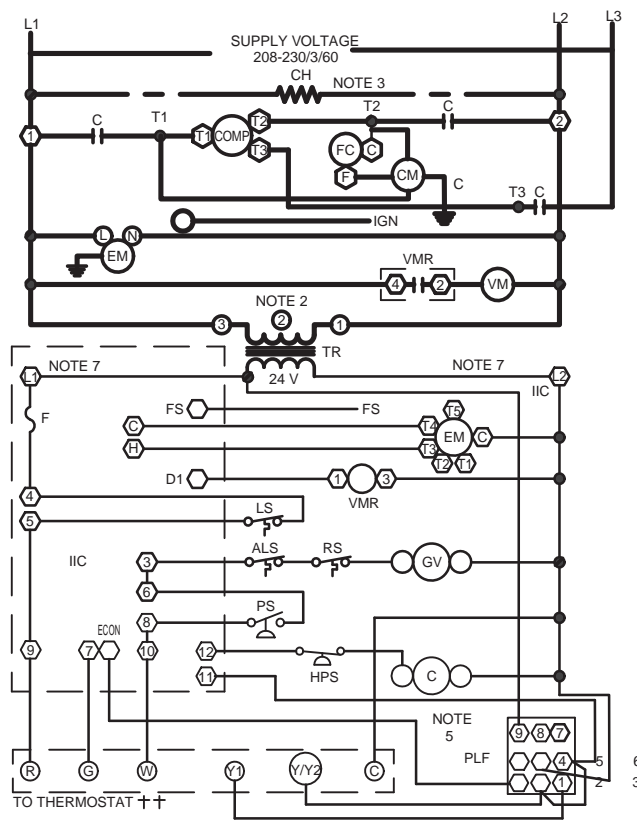 L1 L2 L3
SUPPLY VOLTAGE
208-230/3/60
CH NOTE 3
C T1 T2 C
1 T1 COMP T2 2
T3 FC C
F CM C T3 C
IGN
L N
EM VMR
4 2 VM
NOTE 2
3 2 1
TR
L1 NOTE 7 24 V NOTE 7 L2
IIC
F FS FS T5
C T4 EM C
H T3
T2 T1
D1 1 3
VMR
4 LS
5
ALS RS
IIC 3 GV
6 PS
8
ECON
9 7 10 12
HPS C
11
NOTE
5 9 8 7
PLF 4 5 6
1 2 3
R G W Y1 Y/Y2 C
TO THERMOSTAT ††